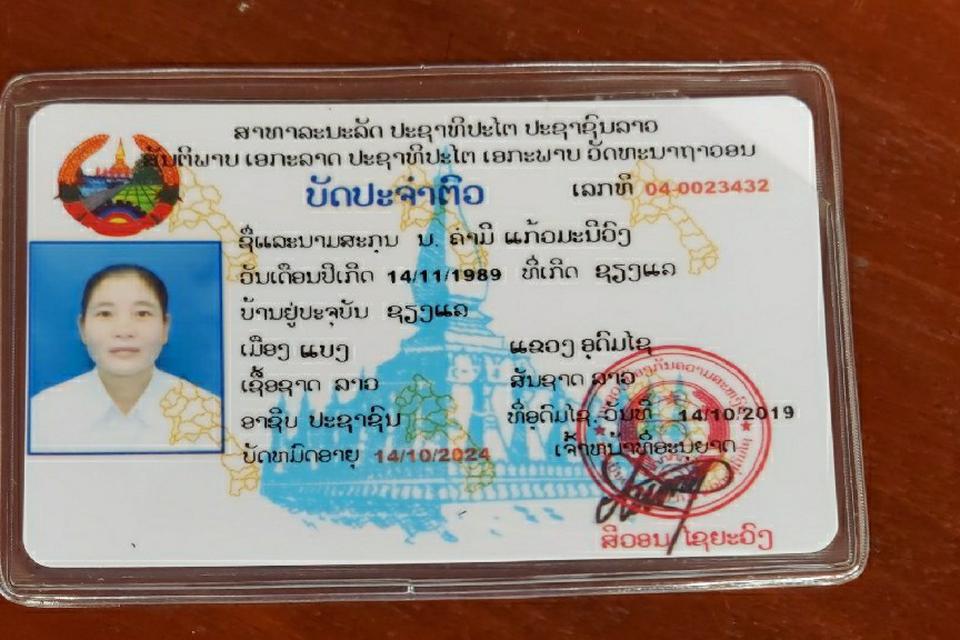 ສາທາລະນະລັດ ປະຊາທິປະໄຕ ປະຊາຊົນລາວ
ສັນຕິພາບ ເອກະລາດ ປະຊາທິປະໄຕ ເອກະພາບ ວັດທະນາຖາວອນ
ບັດປະຈຳຕົວ ເລກທີ 04-0023432
ຊື່ແລະນາມສະກຸນ ນ. ຄຳມີ ແກ້ວມະນີວົງ
ວັນເດືອນປີເກີດ 14/11/1989 ທີ່ເກີດ ຊຽງແລ
ບ້ານຢູ່ປະຈຸບັນ ຊຽງແລ
ເມືອງ ແບງ ແຂວງ ອຸດົມໄຊ
ເຊື້ອຊາດ ລາວ ສັນຊາດ ລາວ
ອາຊີບ ປະຊາຊົນ ທີ່ອຸດົມໄຊ, ວັນທີ 14/10/2019
ບັດຫມົດອາຍຸ 14/10/2024 ເຈົ້າຫນ້າທີ່ອະນຸຍາດ
ສີວອນ ໄຊຍະວົງ